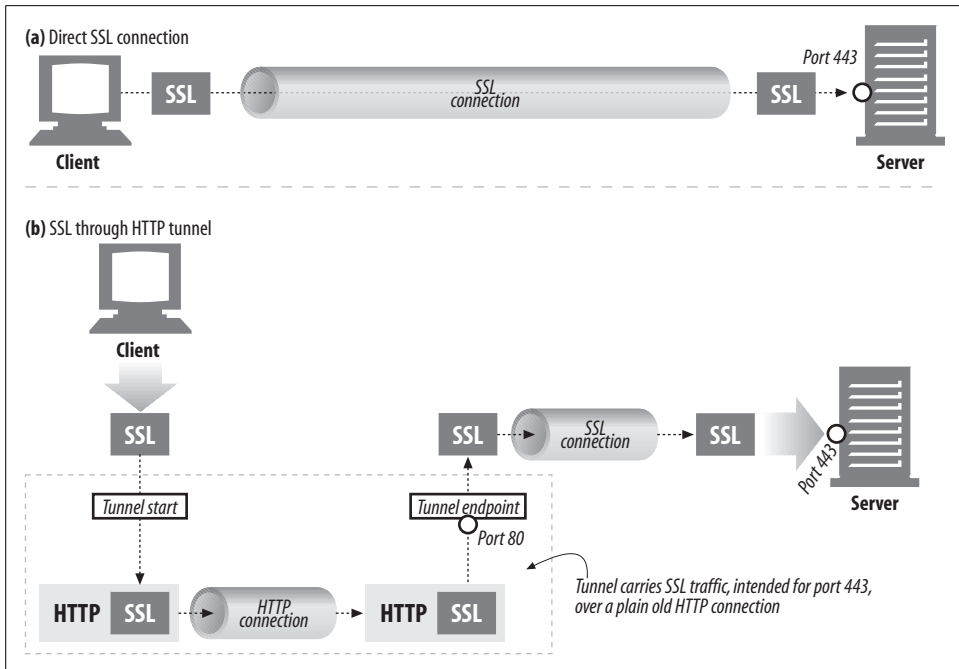 (a) Direct SSL connection
Port 443
SSL
SSL
connection
SSL
Client
Server
(b) SSL through HTTP tunnel
Client
SSL
SSL
SSL
connection
SSL
Port 443
Server
Tunnel start
Tunnel endpoint
Port 80
HTTP
SSL
HTTP
connection
HTTP
SSL
Tunnel carries SSL traffic, intended for port 443,
over a plain old HTTP connection